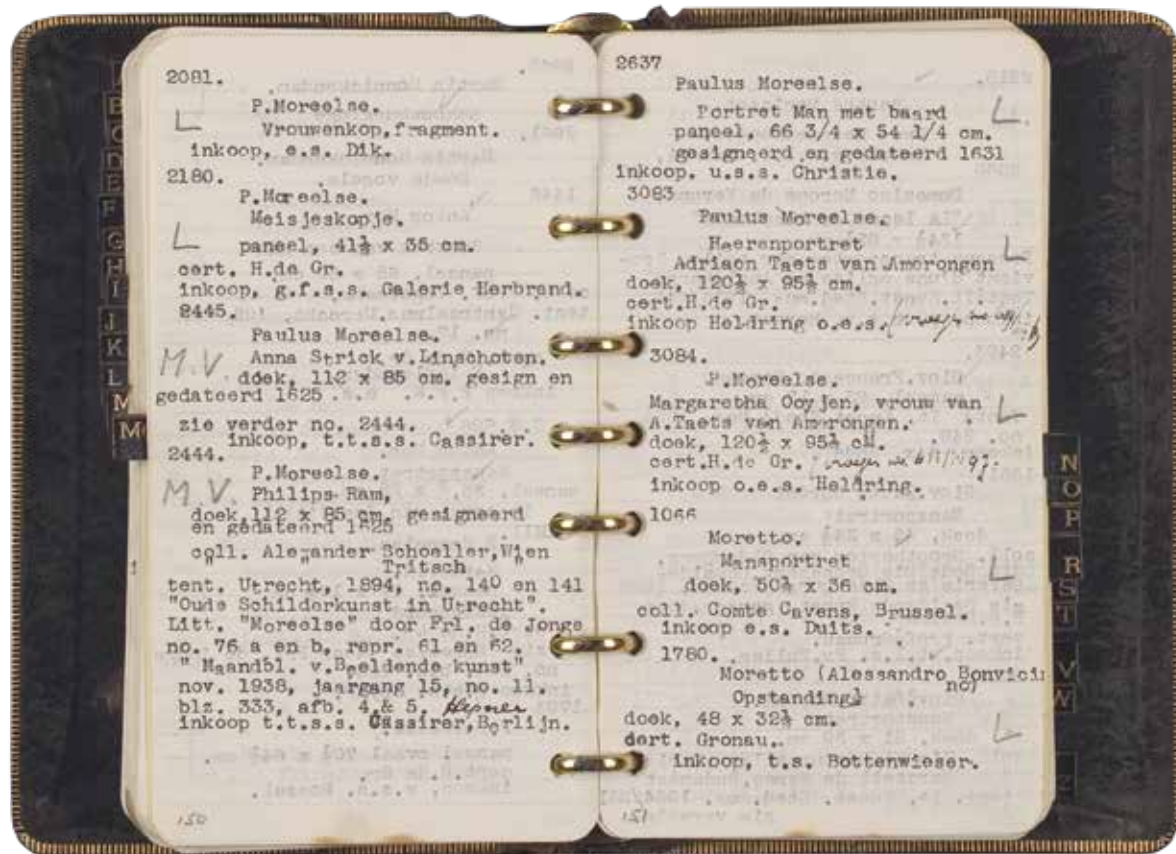 2081.
P.Moreelse.
L Vrouwenkop,fragment.
inkoop, e.s. Dik.
2180.
P.Moreelse.
Meisjeskopje.
L paneel, 41½ x 35 cm.
cert. H.de Gr.
inkoop, g.f.s.s. Galerie Herbrand.
2445.
Paulus Moreelse.
M.V. Anna Strick v.Linschoten.
doek, 112 x 85 cm. gesign en
gedateerd 1625
zie verder no. 2444.
inkoop, t.t.s.s. Cassirer.
2444.
P.Moreelse.
M.V. Philips Ram,
doek,112 x 85 cm, gesigneerd
en gedateerd 1625
coll. Alexander Schoeller,Wien
" " Tritsch "
tent. Utrecht, 1894, no. 140 en 141
"Oude Schilderkunst in Utrecht".
Litt. "Moreelse" door Frl. de Jonge
no. 76 a en b, repr. 61 en 62.
" Maandbl. v.Beeldende kunst"
nov. 1938, jaargang 15, no. 11.
blz. 333, afb. 4 & 5.
inkoop t.t.s.s. Cassirer,Berlijn.
120
2637
Paulus Moreelse.
Portret Man met baard L
paneel, 66 3/4 x 54 1/4 cm.
gesigneerd en gedateerd 1631
inkoop. u.s.s. Christie.
3083
Paulus Moreelse.
Heerenportret L
Adriaen Taets van Amerongen
doek, 120½ x 95½ cm.
cert.H.de Gr.
inkoop Heldring o.e.s.
3084.
P.Moreelse.
Margaretha Ooyjen, vrouw van L
A.Taets van Amerongen.
doek, 120½ x 95½ cM.
cert.H.de Gr.
inkoop o.e.s. Heldring.
1066
Moretto.
Mansportret L
doek, 50½ x 36 cm.
coll. Comte Cavens, Brussel.
inkoop e.s. Duits.
1780.
Moretto (Alessandro Bonvicin
no)
Opstanding
doek, 48 x 32½ cm.
dert. Gronau. L
inkoop, t.s. Bottenwieser.
121
B
C
D
E
F
G
H
I
J
K
L
M
Mc
N
O
P
R
S
T
V
W
Z